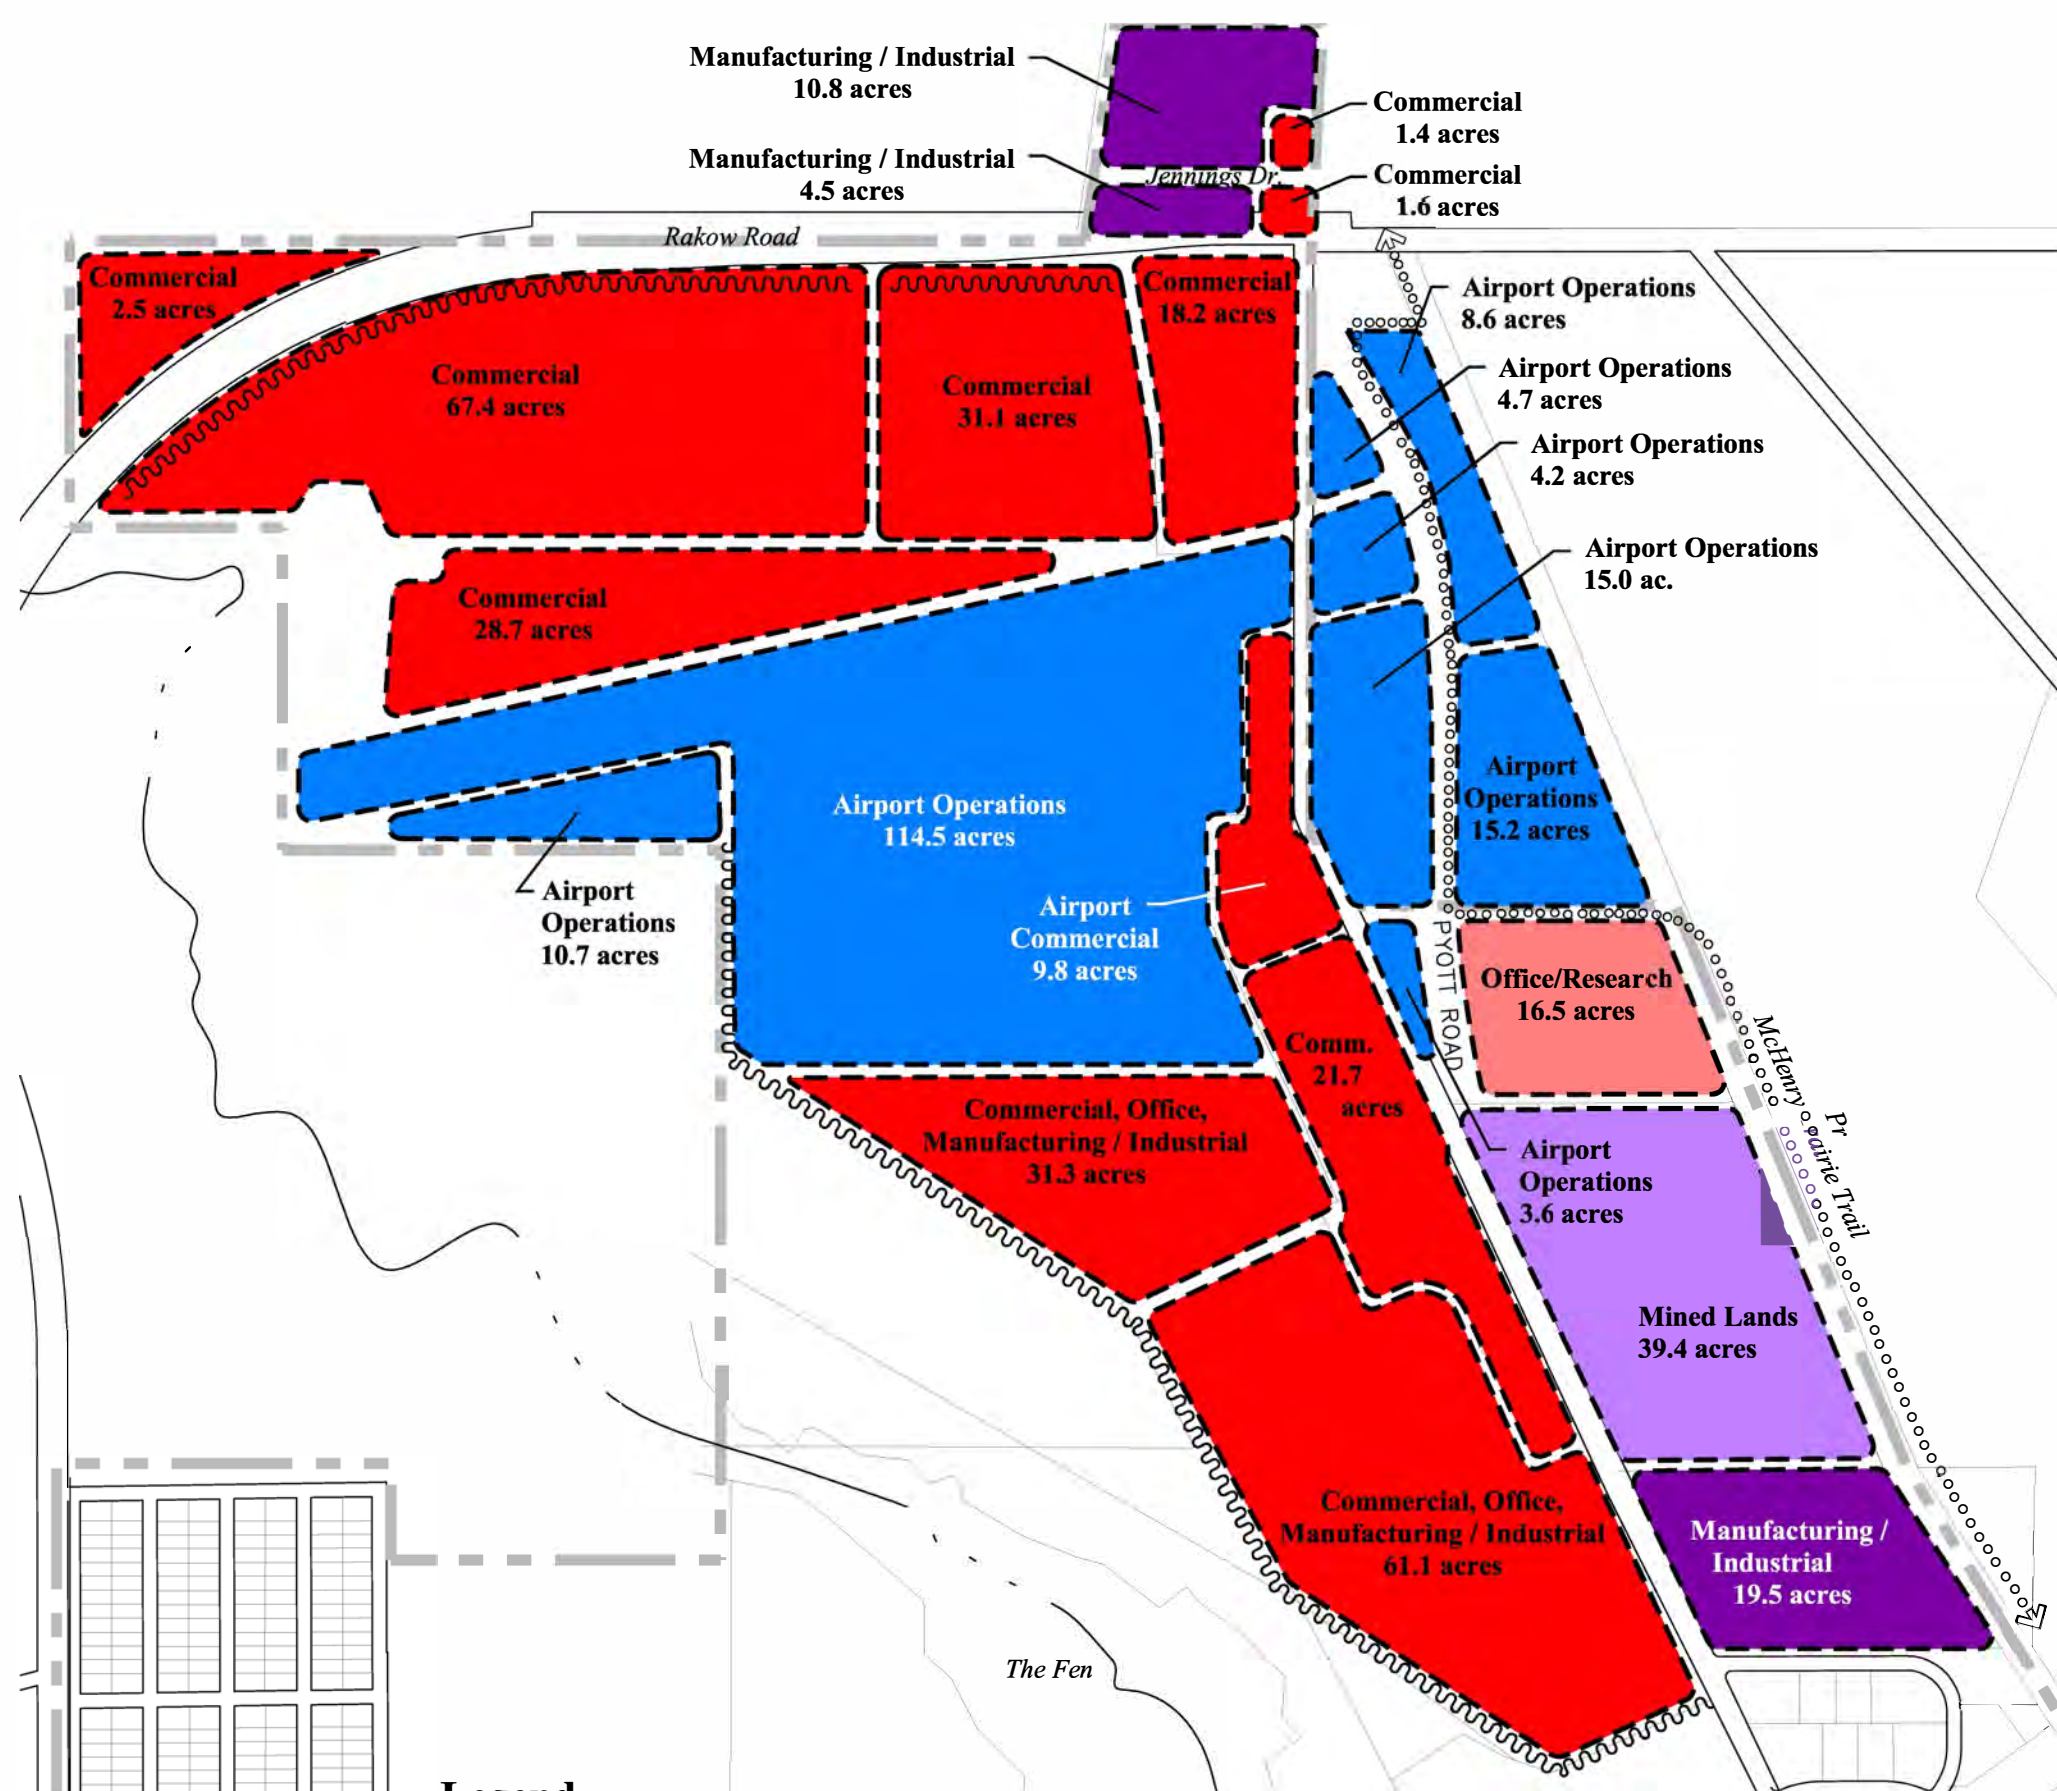 Manufacturing / Industrial
10.8 acres
Commercial
1.4 acres
Manufacturing / Industrial
4.5 acres
Jennings Dr.
Commercial
1.6 acres
Rakow Road
Commercial
2.5 acres
Commercial
67.4 acres
Commercial
31.1 acres
Commercial
18.2 acres
Airport Operations
8.6 acres
Airport Operations
4.7 acres
Airport Operations
4.2 acres
Airport Operations
15.0 ac.
Commercial
28.7 acres
Airport Operations
114.5 acres
Airport
Operations
15.2 acres
Airport
Operations
10.7 acres
Airport
Commercial
9.8 acres
PYOTT ROAD
Office/Research
16.5 acres
McHenry Prairie Trail
Comm.
21.7
acres
Commercial, Office,
Manufacturing / Industrial
31.3 acres
Airport
Operations
3.6 acres
Mined Lands
39.4 acres
Commercial, Office,
Manufacturing / Industrial
61.1 acres
Manufacturing /
Industrial
19.5 acres
The Fen
Legend